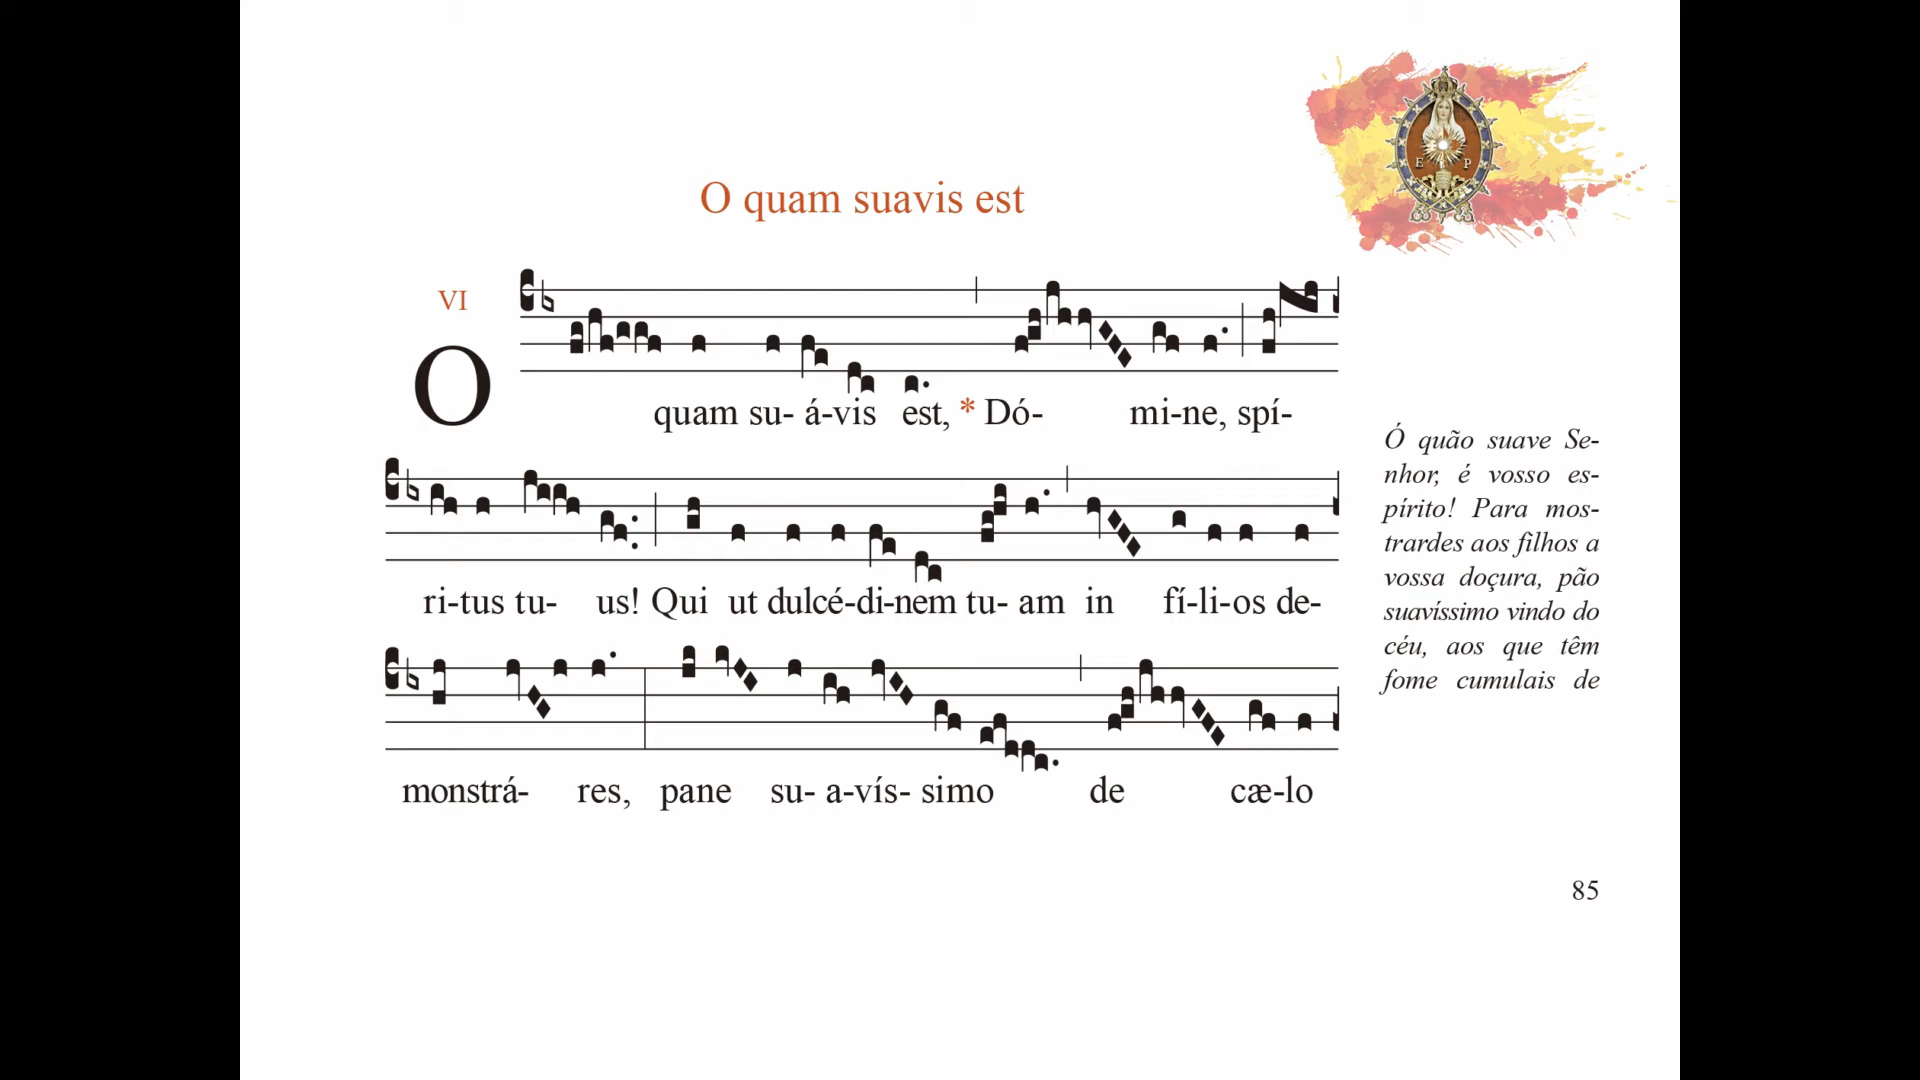 O quam suavis est
VI
O quam su- á-vis est, * Dó- mi-ne, spí-
ri-tus tu- us! Qui ut dulcé-di-nem tu- am in fí-li-os de-
monstrá- res, pane su- a-vís- simo de cæ-lo
Ó quão suave Se-
nhor, é vosso es-
pírito! Para mos-
trardes aos filhos a
vossa doçura, pão
suavíssimo vindo do
céu, aos que têm
fome cumulais de
E P
85